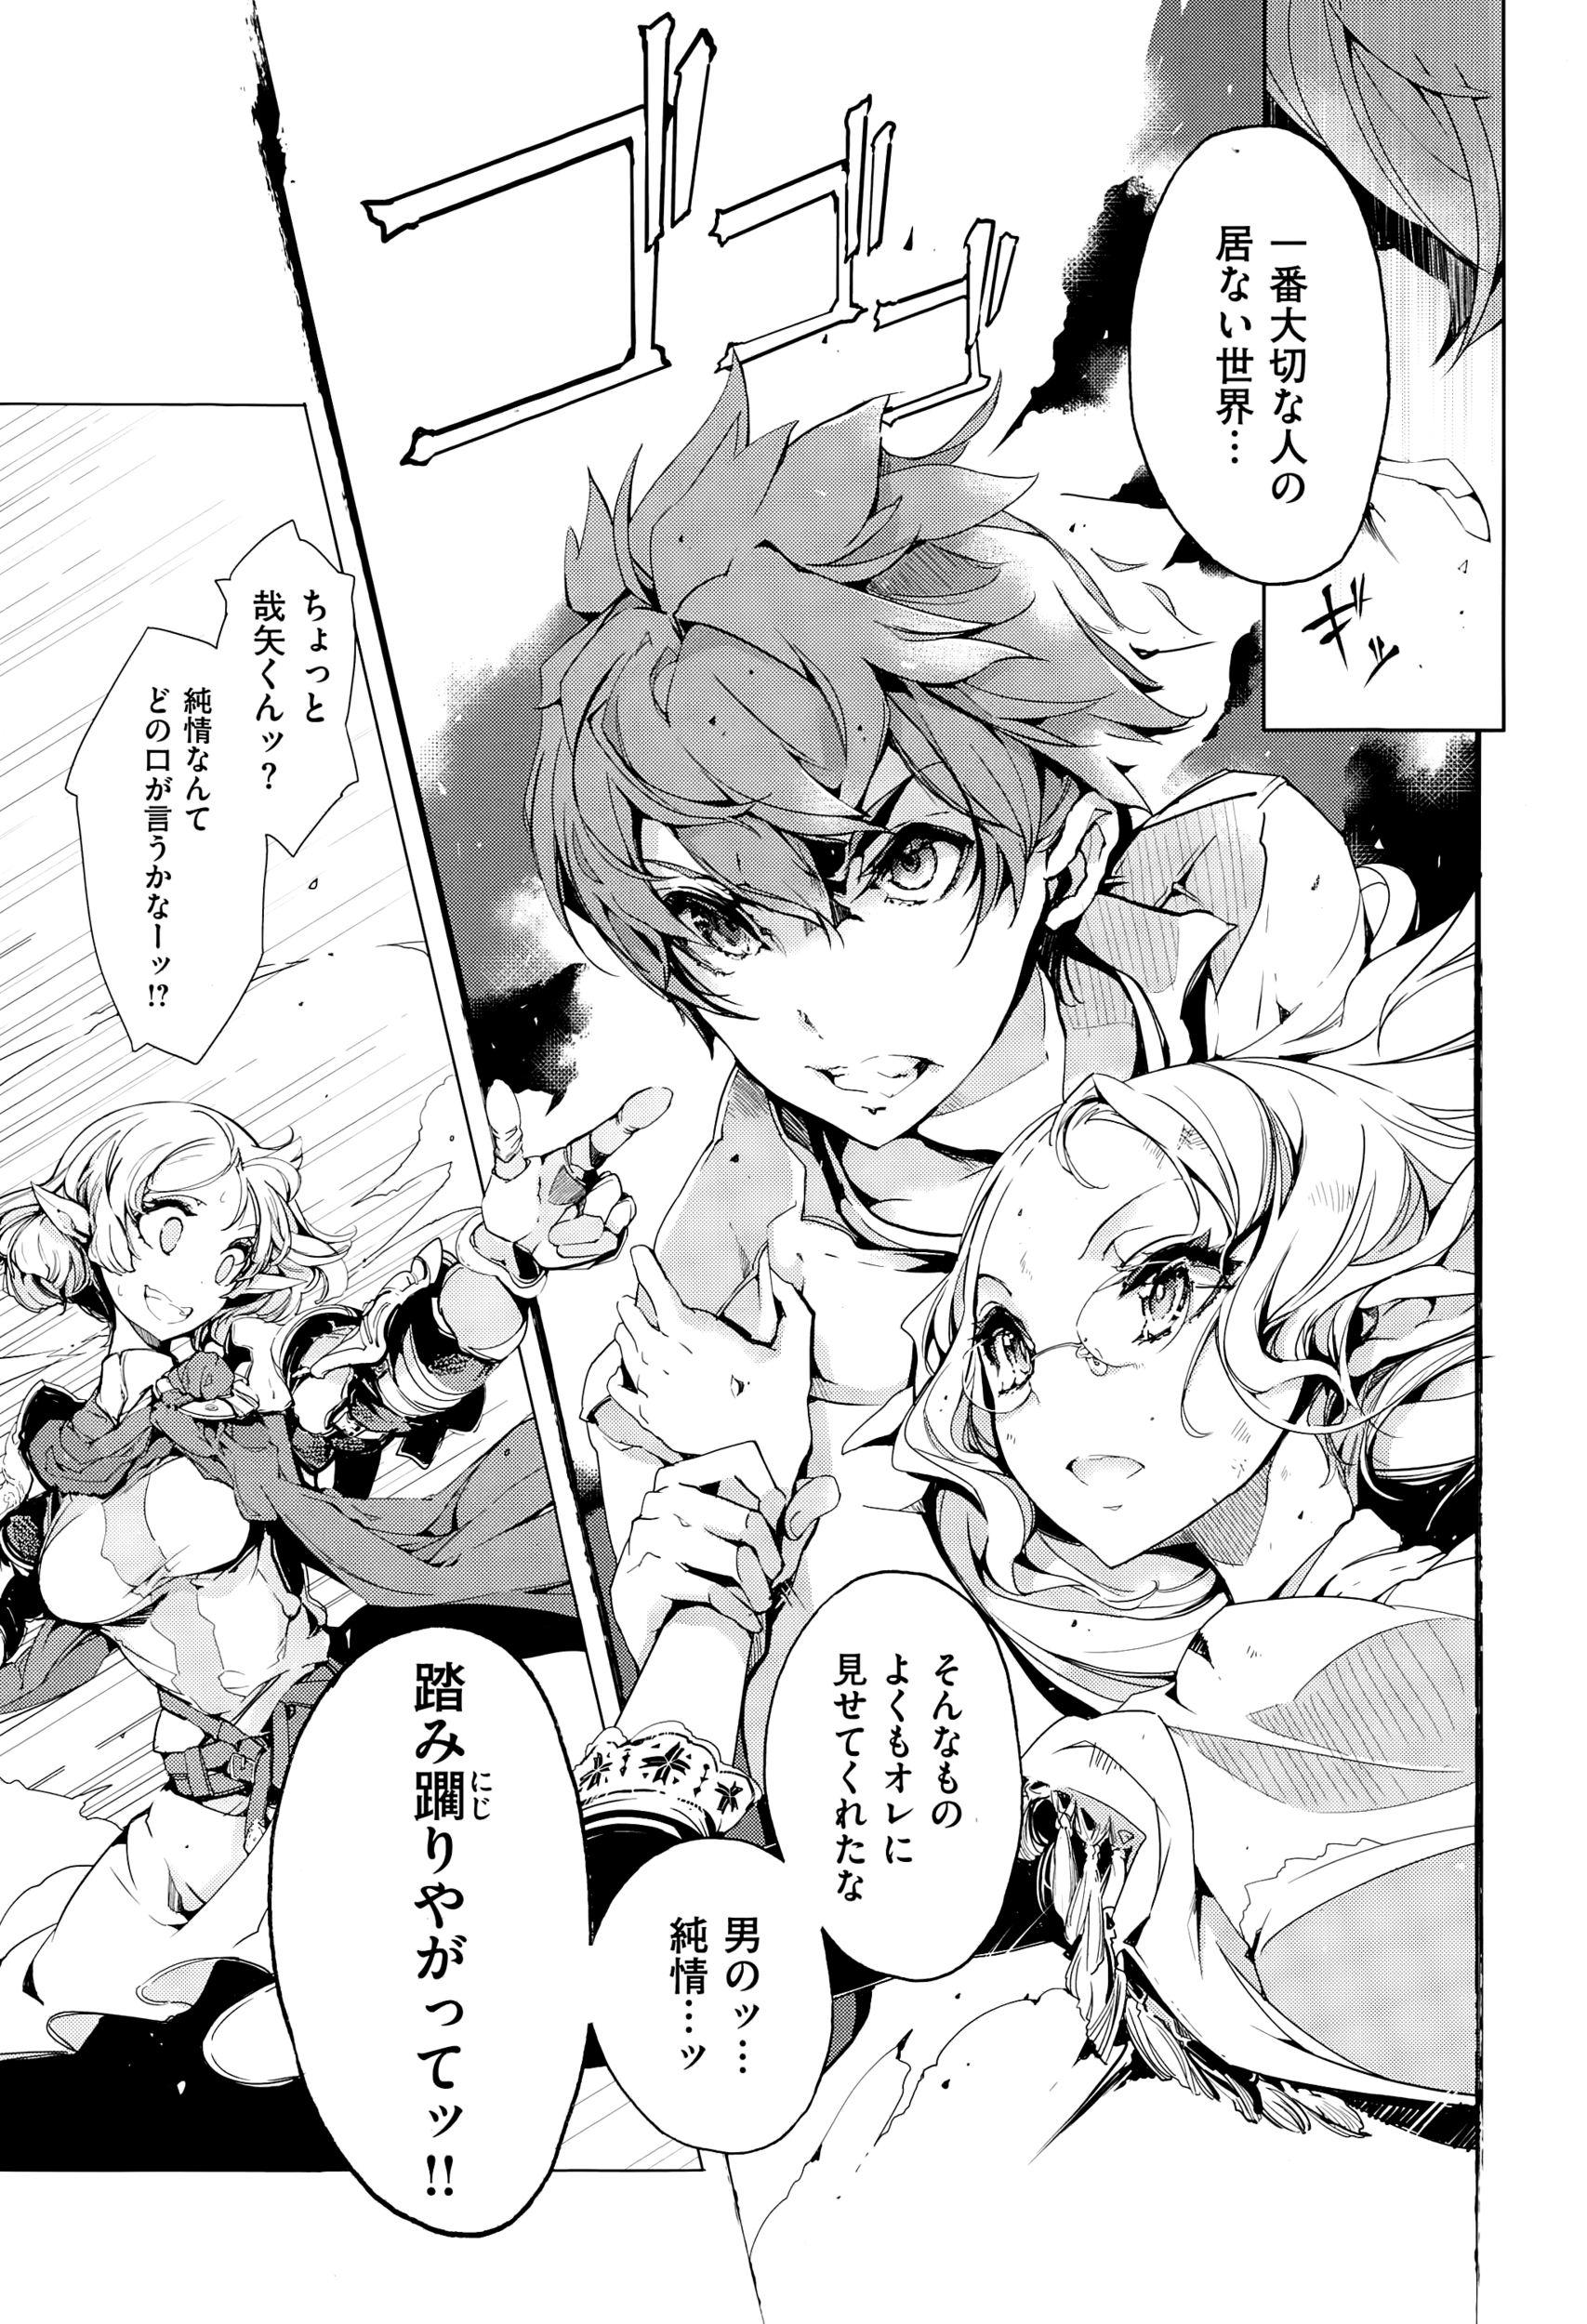 一番大切な人の
居ない世界…
ギッ
ゴゴゴ
そんなもの
よくもオレに
見せてくれたな
男のッ…
純情…ッ
踏み躙りやがってッ!!
にじ
ちょっと
哉矢くんッ？
純情なんて
どの口が言うかなーッ!?